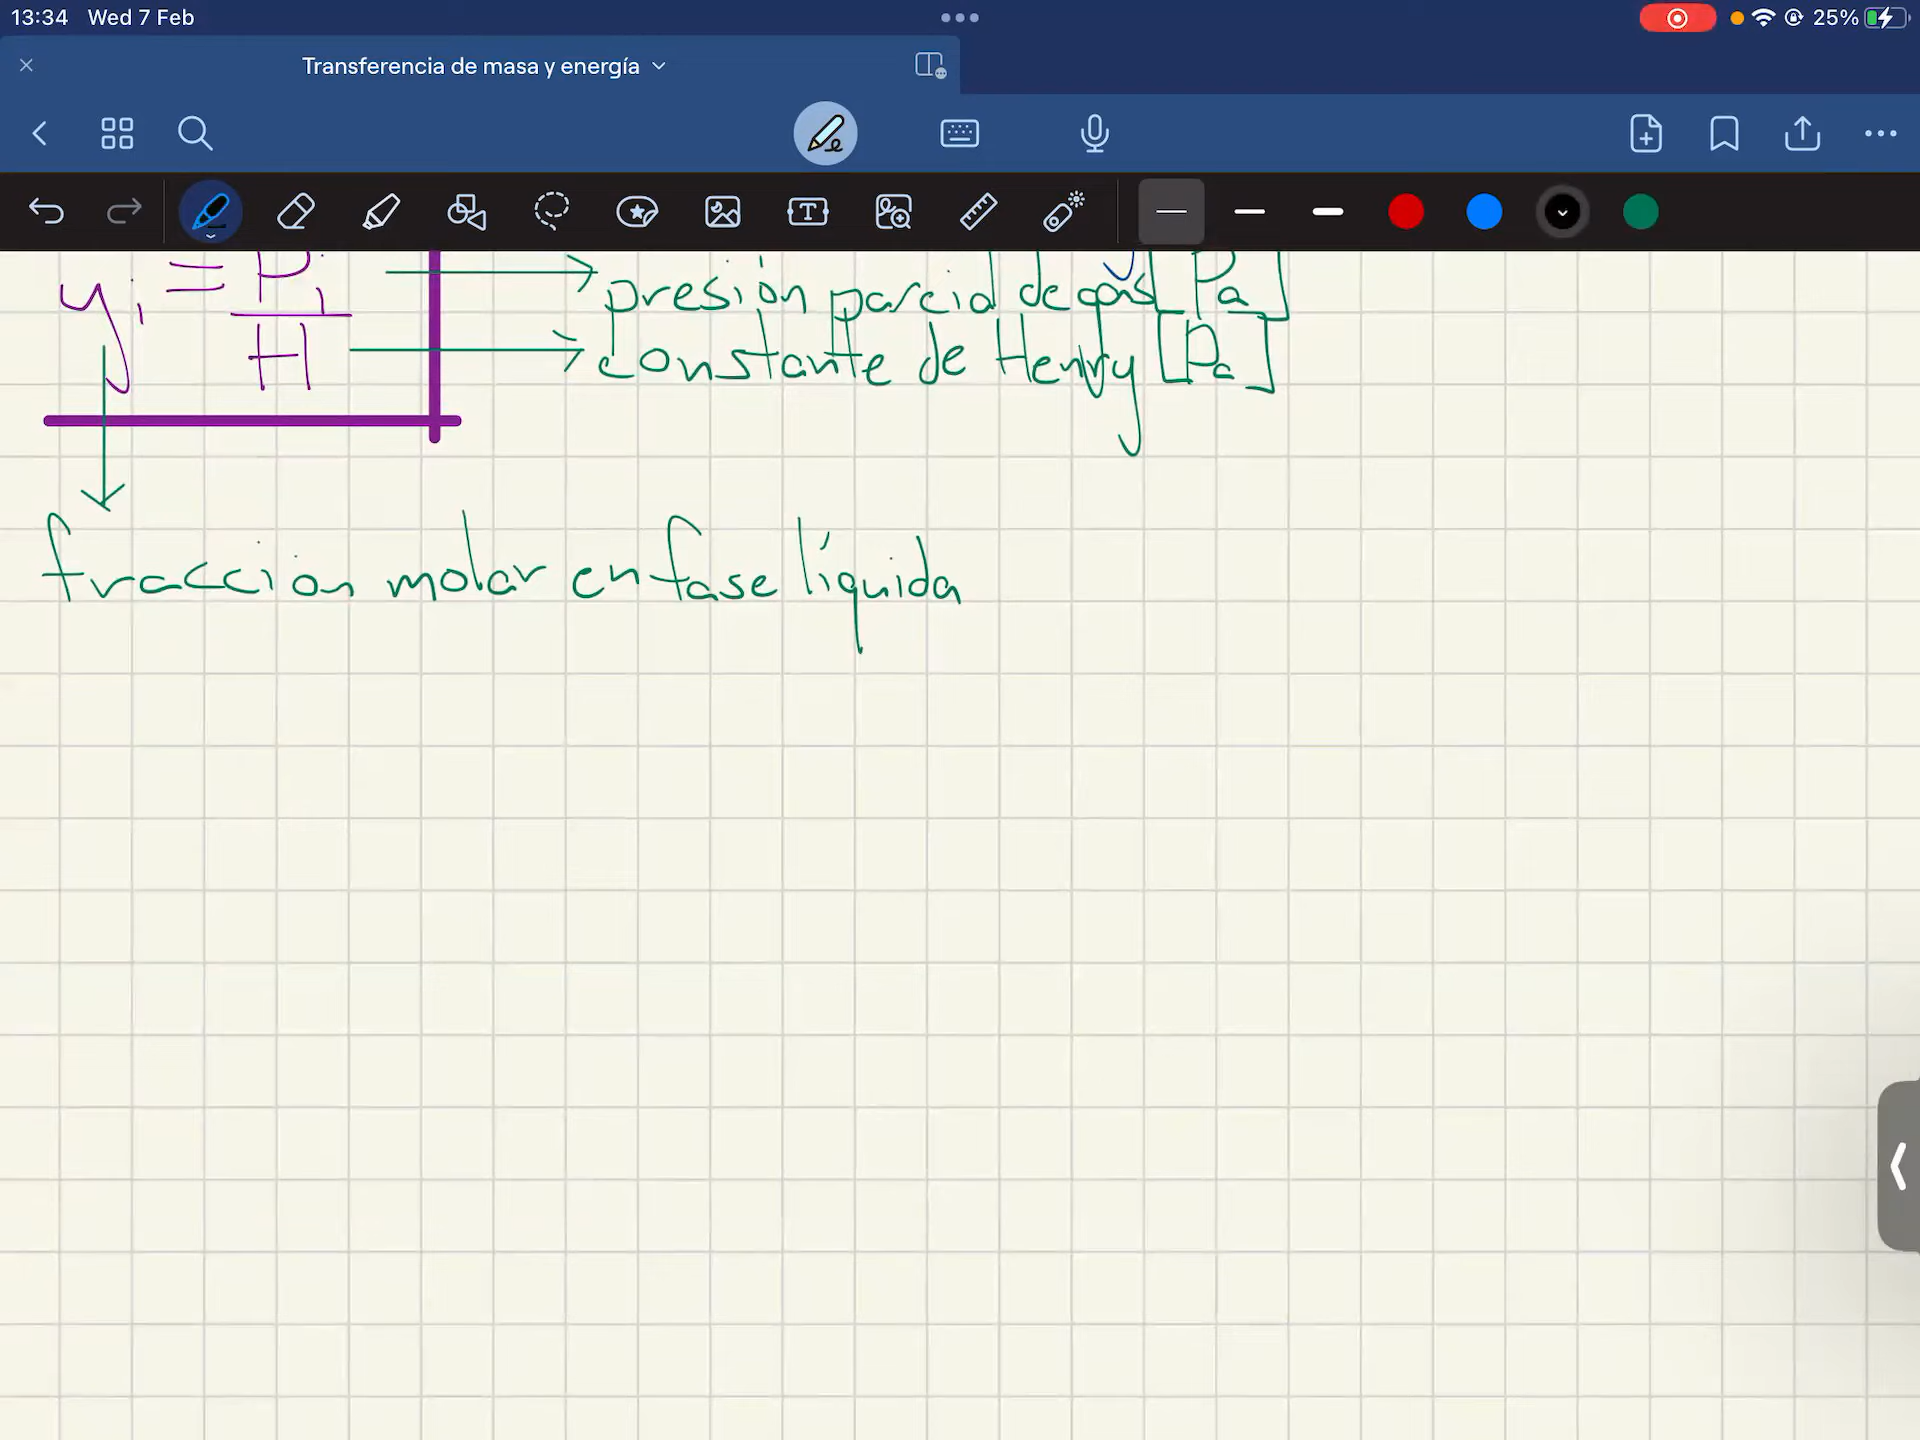 13:34 Wed 7 Feb 25%
Transferencia de masa y energía
yi = Pi / H
presión parcial de gas [Pa]
constante de Henry [Pa]
fraccion molar en fase líquida